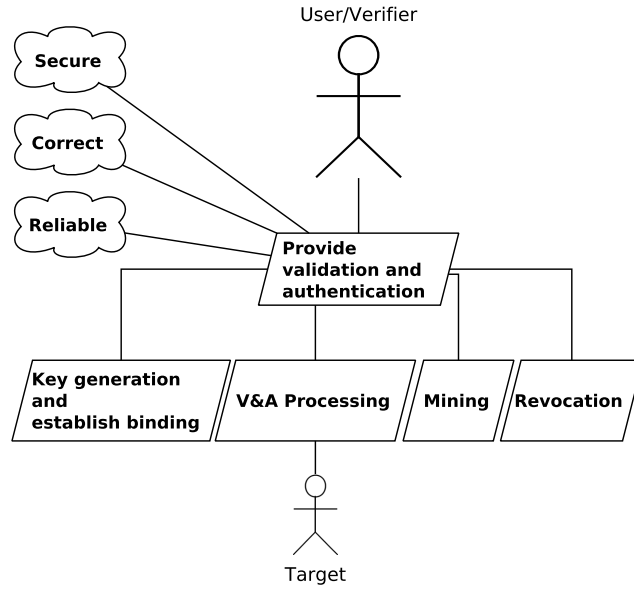 User/Verifier
Secure
Correct
Reliable
Provide
validation and
authentication
Key generation
and
establish binding
V&A Processing
Mining
Revocation
Target